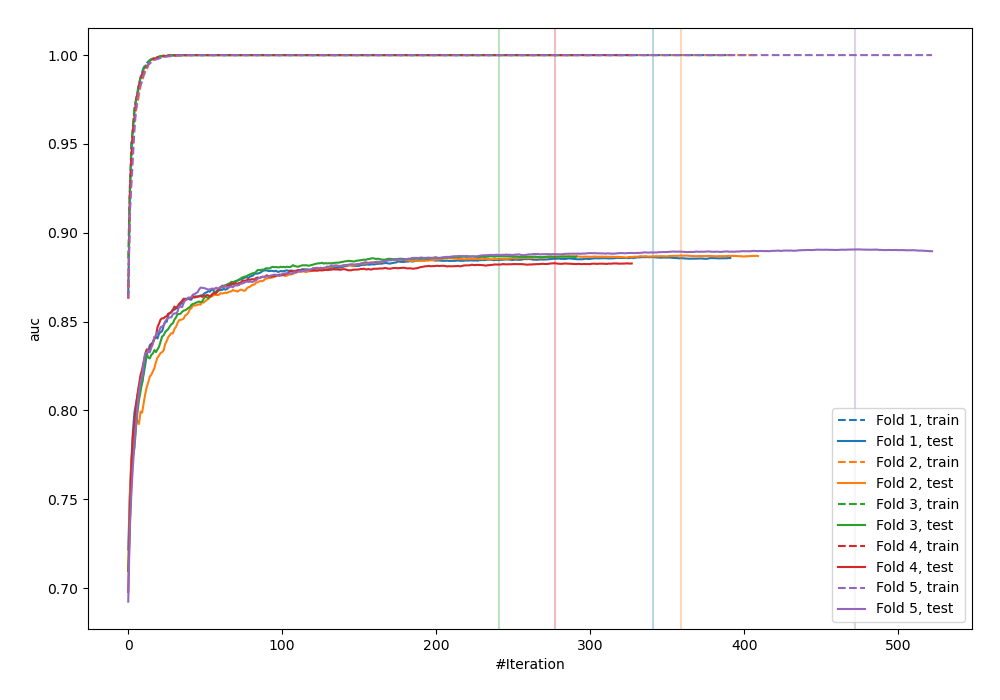 1.00
0.95
0.90
0.85
0.80
0.75
0.70
auc
0
100
200
300
400
500
#Iteration
Fold 1, train
Fold 1, test
Fold 2, train
Fold 2, test
Fold 3, train
Fold 3, test
Fold 4, train
Fold 4, test
Fold 5, train
Fold 5, test